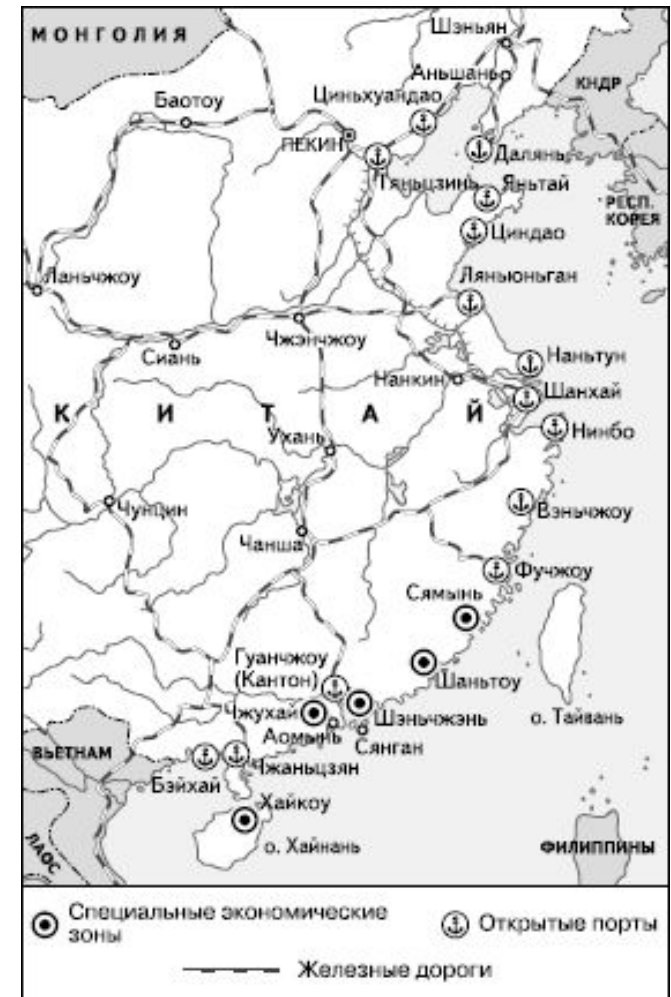 МОНГОЛИЯ
Шэньян
Аньшань
КНДР
Баотоу
Циньхуандао
ПЕКИН
Далянь
Тяньцзинь
Яньтай
РЕСП.
КОРЕЯ
Циндао
Ланьчжоу
Ляньюньган
Сиань
Чжэнчжоу
Наньтун
Нанкин
Шанхай
КИТАЙ
Нинбо
Ухань
Чунцин
Вэньчжоу
Чанша
Фучжоу
Сямынь
Гуанчжоу
(Кантон)
Шаньтоу
Чжухай
Шэньчжэнь
о. Тайвань
Аомынь
Сянган
ВЬЕТНАМ
Чжаньцзян
Бэйхай
Хайкоу
ЛАОС
о. Хайнань
ФИЛИППИНЫ
Специальные экономические
зоны
Открытые порты
Железные дороги